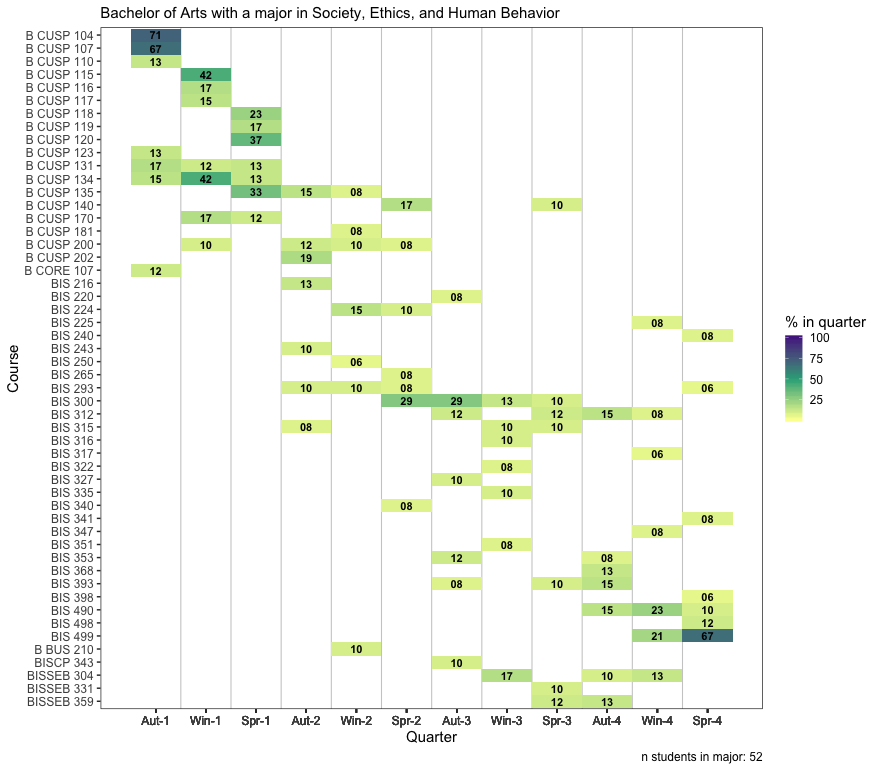 Bachelor of Arts with a major in Society, Ethics, and Human Behavior
B CUSP 104 71
B CUSP 107 67
B CUSP 110 13
B CUSP 115 42
B CUSP 116 17
B CUSP 117 15
B CUSP 118 23
B CUSP 119 17
B CUSP 120 37
B CUSP 123 13
B CUSP 131 17 12 13
B CUSP 134 15 42 13
B CUSP 135 33 15 08
B CUSP 140 17 10
B CUSP 170 17 12
B CUSP 181 08
B CUSP 200 10 12 10 08
B CUSP 202 19
B CORE 107 12
BIS 216 13
BIS 220 08
BIS 224 15 10
BIS 225 08
BIS 240 08
BIS 243 10
BIS 250 06
BIS 265 08
BIS 293 10 10 08 06
BIS 300 29 29 13 10
BIS 312 12 12 15 08
BIS 315 08 10 10
BIS 316 10
BIS 317 06
BIS 322 08
BIS 327 10
BIS 335 10
BIS 340 08
BIS 341 08
BIS 347 08
BIS 351 08
BIS 353 12 08
BIS 368 13
BIS 393 08 10 15
BIS 398 06
BIS 490 15 23 10
BIS 498 12
BIS 499 21 67
B BUS 210 10
BISCP 343 10
BISSEB 304 17 10 13
BISSEB 331 10
BISSEB 359 12 13
Course
Aut-1 Win-1 Spr-1 Aut-2 Win-2 Spr-2 Aut-3 Win-3 Spr-3 Aut-4 Win-4 Spr-4
Quarter
% in quarter
100
75
50
25
n students in major: 52